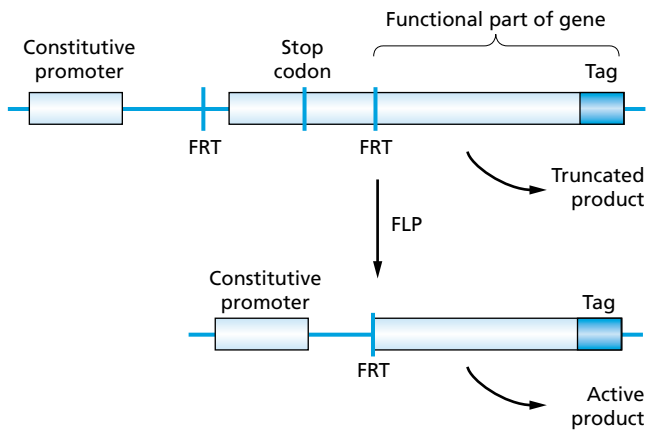 Functional part of gene
Constitutive
promoter
Stop
codon
Tag
FRT
FRT
Truncated
product
FLP
Constitutive
promoter
Tag
FRT
Active
product